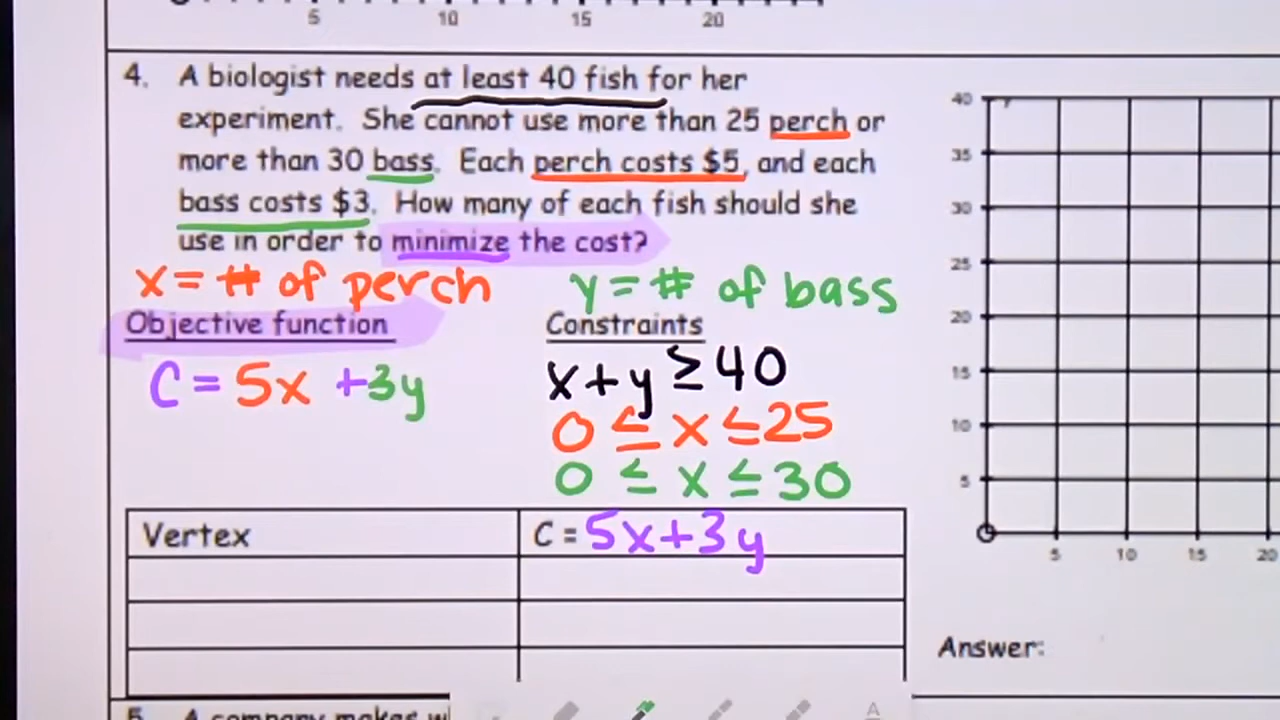 5 10 15 20
4. A biologist needs at least 40 fish for her
experiment. She cannot use more than 25 perch or
more than 30 bass. Each perch costs $5, and each
bass costs $3. How many of each fish should she
use in order to minimize the cost?
x = # of perch y = # of bass
Objective function Constraints
C = 5x + 3y x + y ≥ 40
0 ≤ x ≤ 25
0 ≤ x ≤ 30
Vertex C = 5x + 3y
40
35
30
25
20
15
10
5
5 10 15 20
Answer:
5. A company makes
A